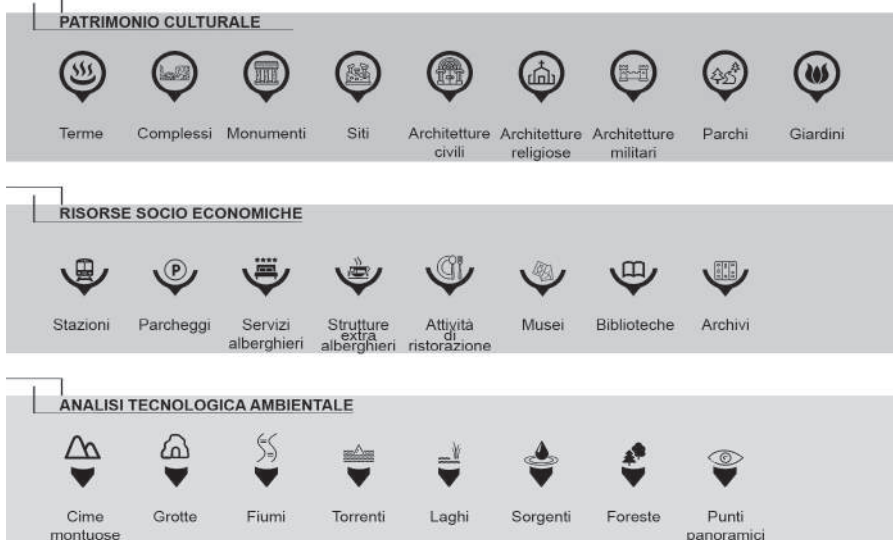 PATRIMONIO CULTURALE
Terme Complessi Monumenti Siti Architetture civili Architetture religiose Architetture militari Parchi Giardini
RISORSE SOCIO ECONOMICHE
P
Stazioni Parcheggi Servizi alberghieri Strutture extra alberghieri Attività di ristorazione Musei Biblioteche Archivi
ANALISI TECNOLOGICA AMBIENTALE
Cime montuose Grotte Fiumi Torrenti Laghi Sorgenti Foreste Punti panoramici